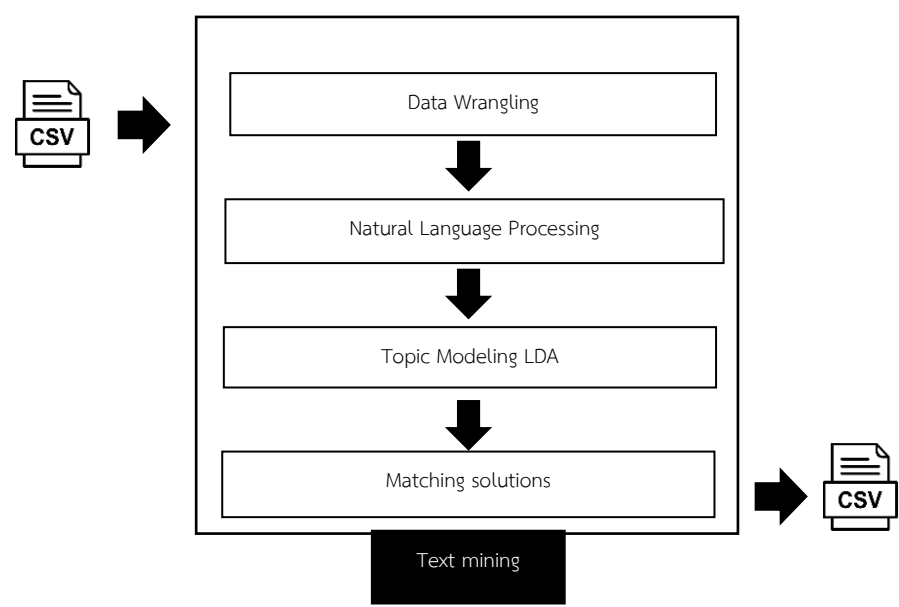 Data Wrangling
CSV
Natural Language Processing
Topic Modeling LDA
Matching solutions
CSV
Text mining